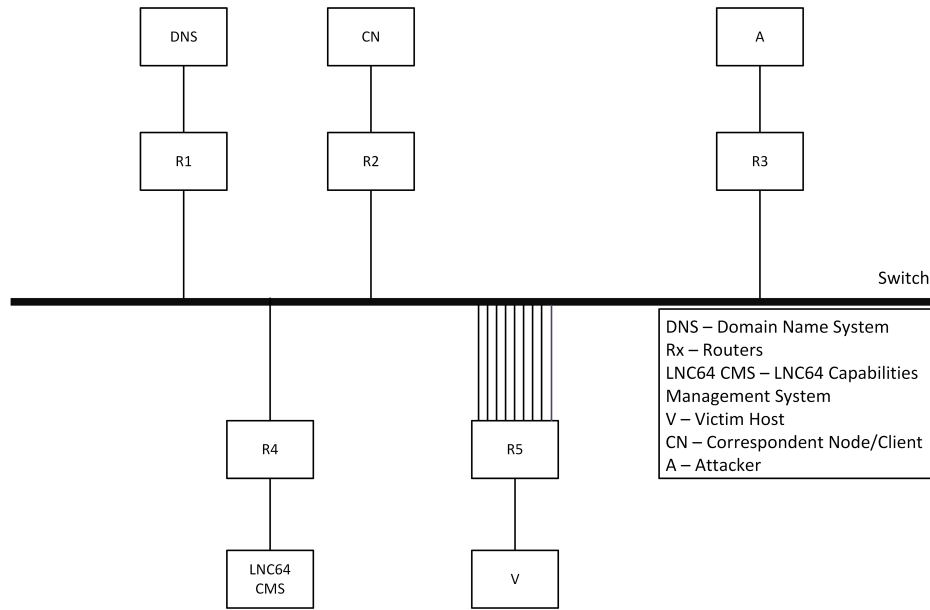 DNS
CN
A
R1
R2
R3
Switch
DNS – Domain Name System
Rx – Routers
LNC64 CMS – LNC64 Capabilities
Management System
V – Victim Host
CN – Correspondent Node/Client
A – Attacker
R4
R5
LNC64
CMS
V